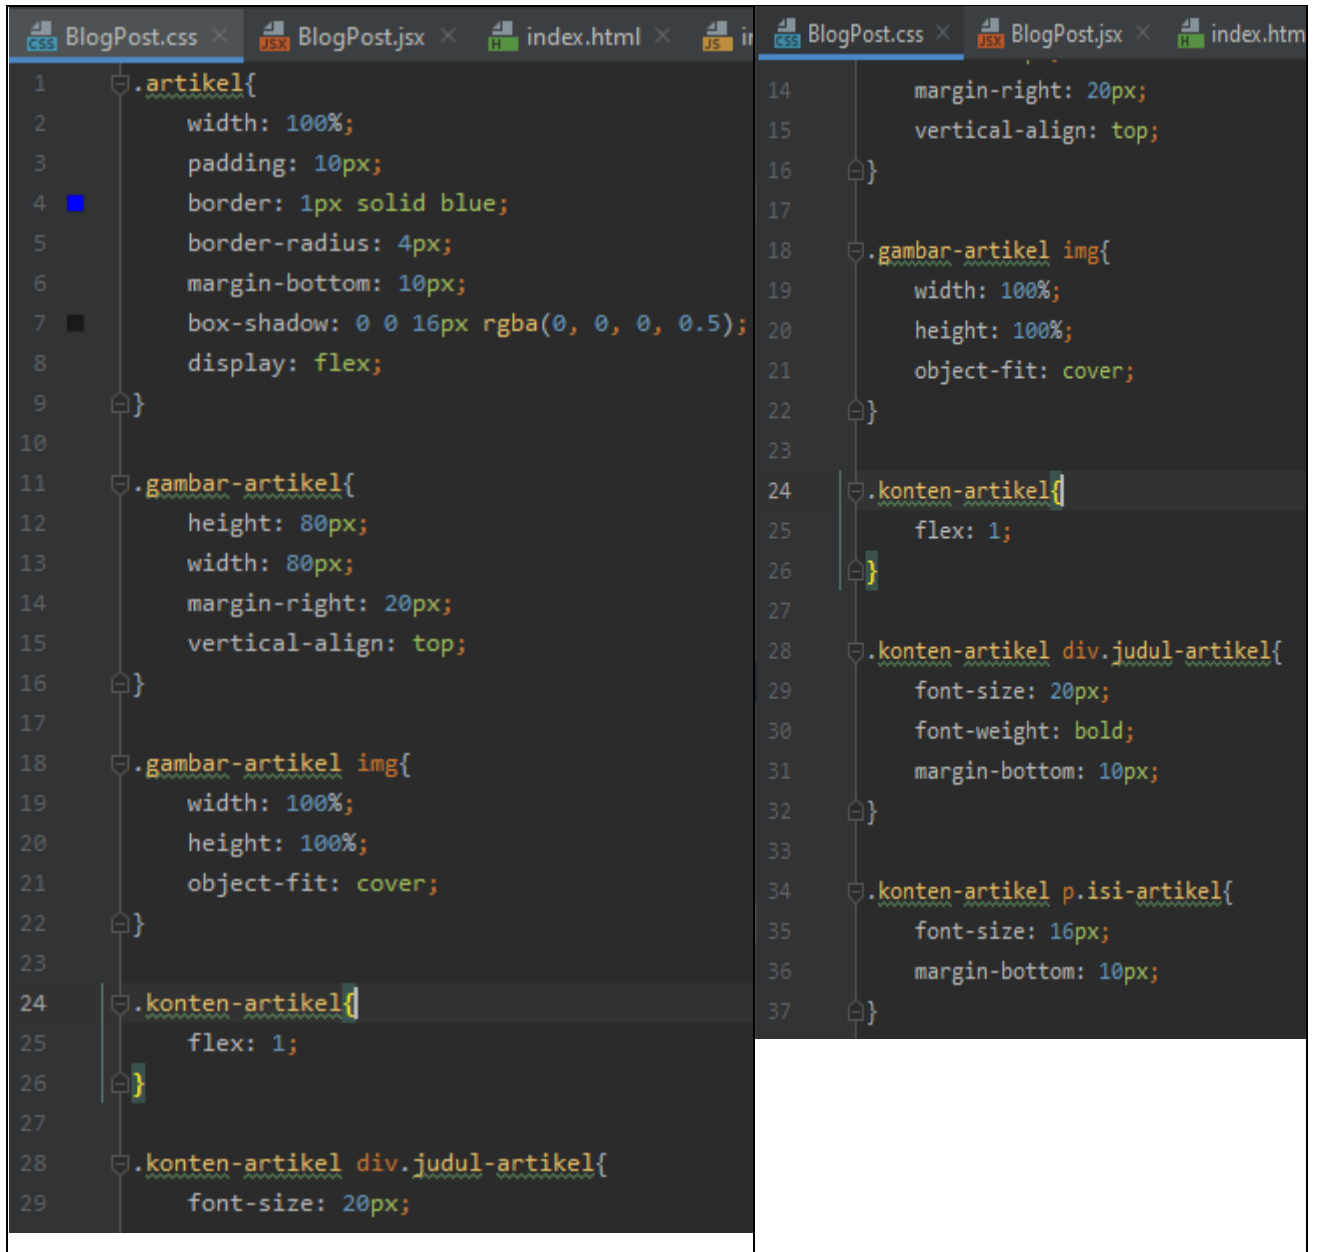 BlogPost.css BlogPost.jsx index.html
1 .artikel{
2 width: 100%;
3 padding: 10px;
4 border: 1px solid blue;
5 border-radius: 4px;
6 margin-bottom: 10px;
7 box-shadow: 0 0 16px rgba(0, 0, 0, 0.5);
8 display: flex;
9 }
10
11 .gambar-artikel{
12 height: 80px;
13 width: 80px;
14 margin-right: 20px;
15 vertical-align: top;
16 }
17
18 .gambar-artikel img{
19 width: 100%;
20 height: 100%;
21 object-fit: cover;
22 }
23
24 .konten-artikel{
25 flex: 1;
26 }
27
28 .konten-artikel div.judul-artikel{
29 font-size: 20px;
BlogPost.css BlogPost.jsx index.htm
14 margin-right: 20px;
15 vertical-align: top;
16 }
17
18 .gambar-artikel img{
19 width: 100%;
20 height: 100%;
21 object-fit: cover;
22 }
23
24 .konten-artikel{
25 flex: 1;
26 }
27
28 .konten-artikel div.judul-artikel{
29 font-size: 20px;
30 font-weight: bold;
31 margin-bottom: 10px;
32 }
33
34 .konten-artikel p.isi-artikel{
35 font-size: 16px;
36 margin-bottom: 10px;
37 }